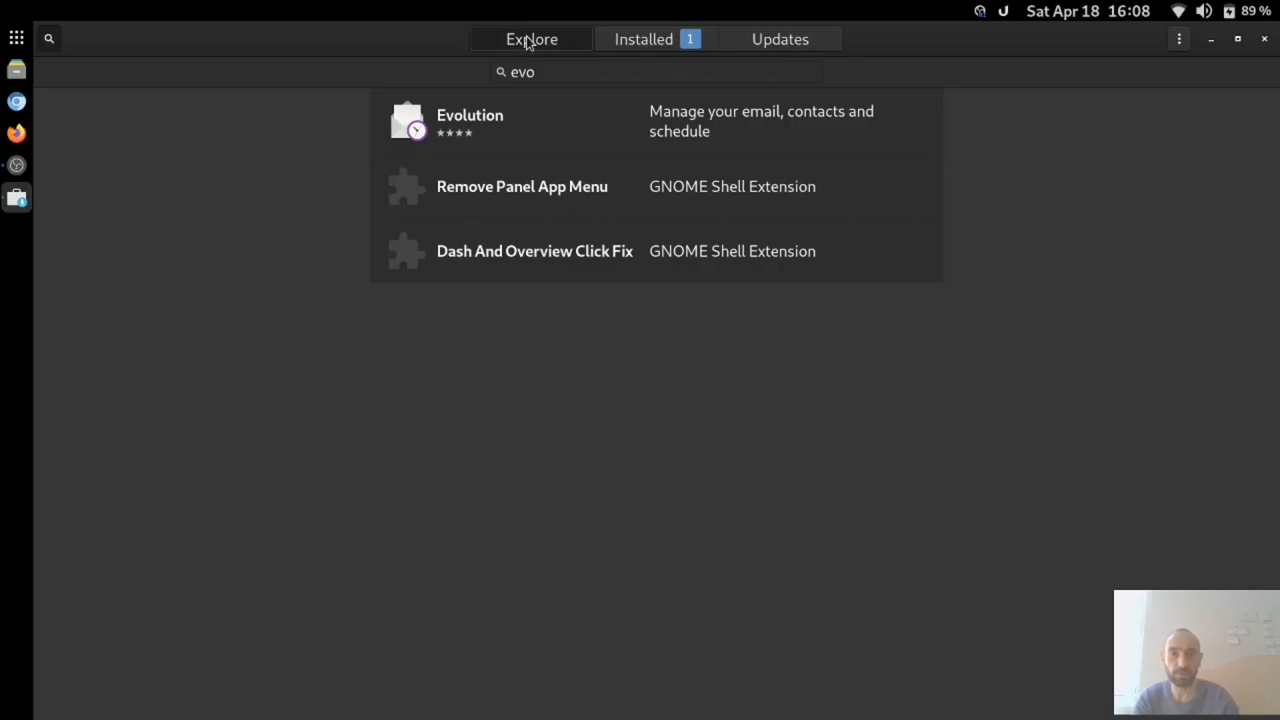 Sat Apr 18 16:08 89 %
Explore Installed 1 Updates
evo
Evolution
Manage your email, contacts and
schedule
Remove Panel App Menu GNOME Shell Extension
Dash And Overview Click Fix GNOME Shell Extension